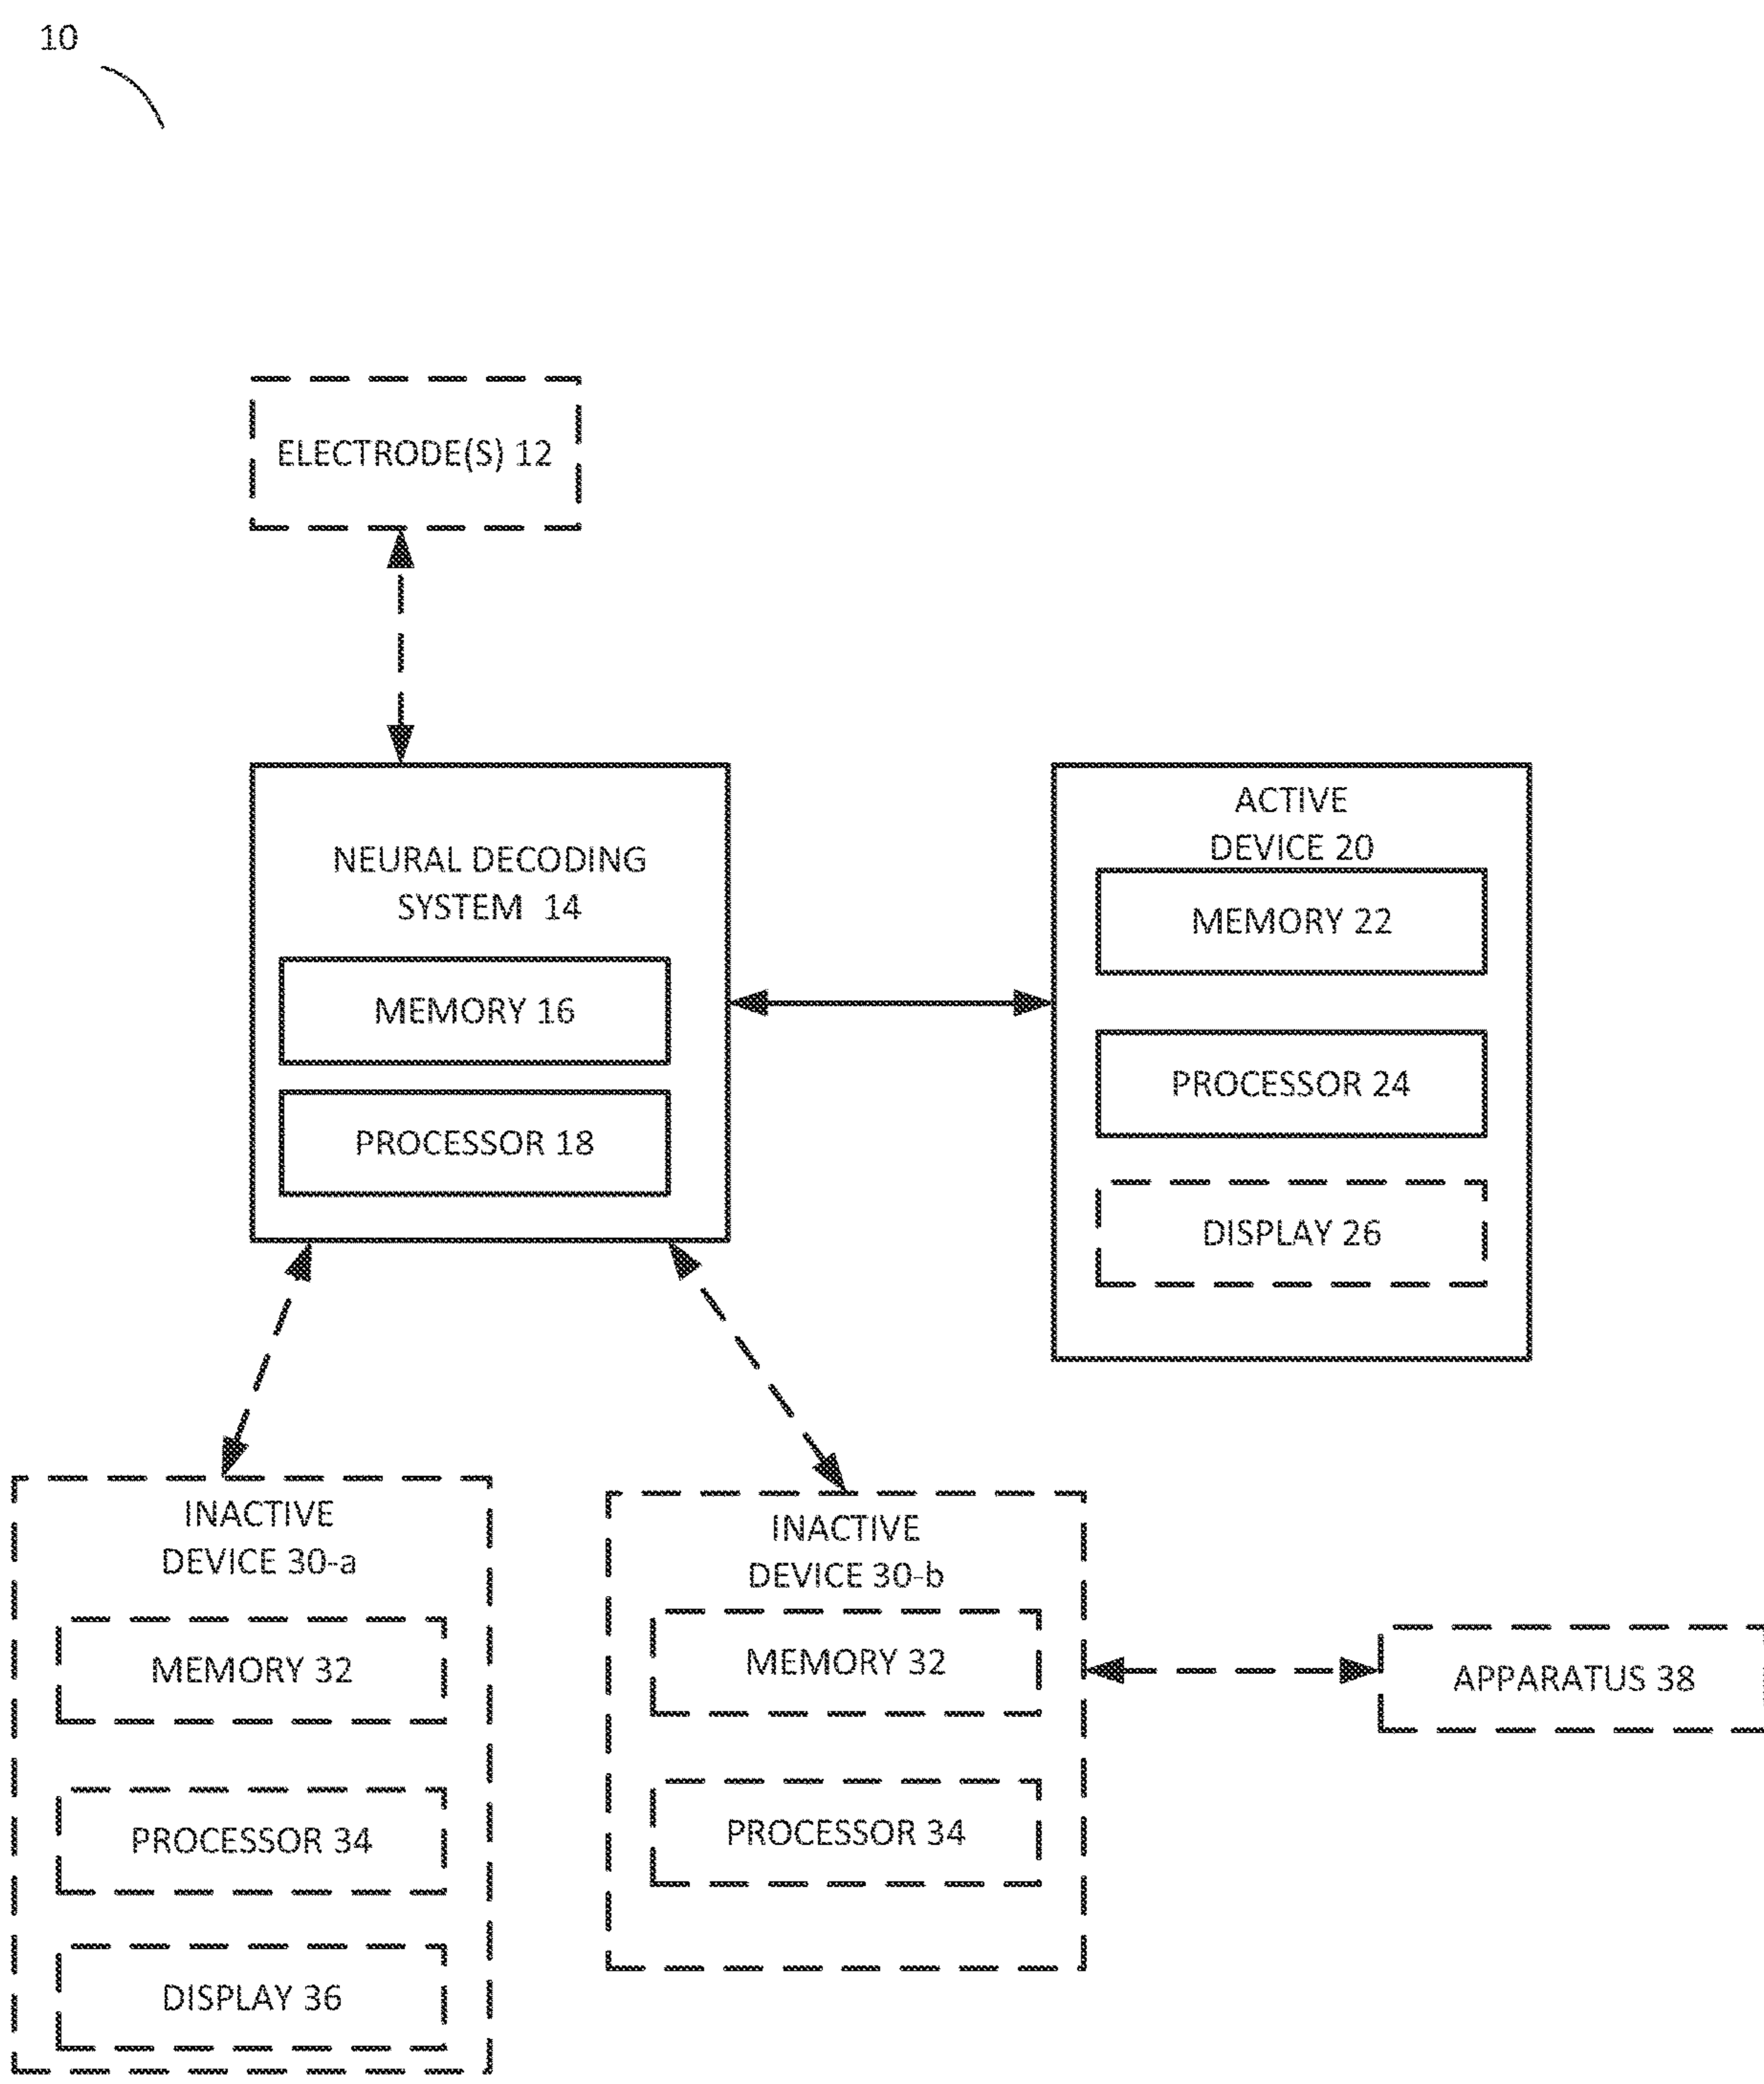 10
ELECTRODE(S) 12
NEURAL DECODING
SYSTEM 14
MEMORY 16
PROCESSOR 18
ACTIVE
DEVICE 20
MEMORY 22
PROCESSOR 24
DISPLAY 26
INACTIVE
DEVICE 30-a
MEMORY 32
PROCESSOR 34
DISPLAY 36
INACTIVE
DEVICE 30-b
MEMORY 32
PROCESSOR 34
APPARATUS 38